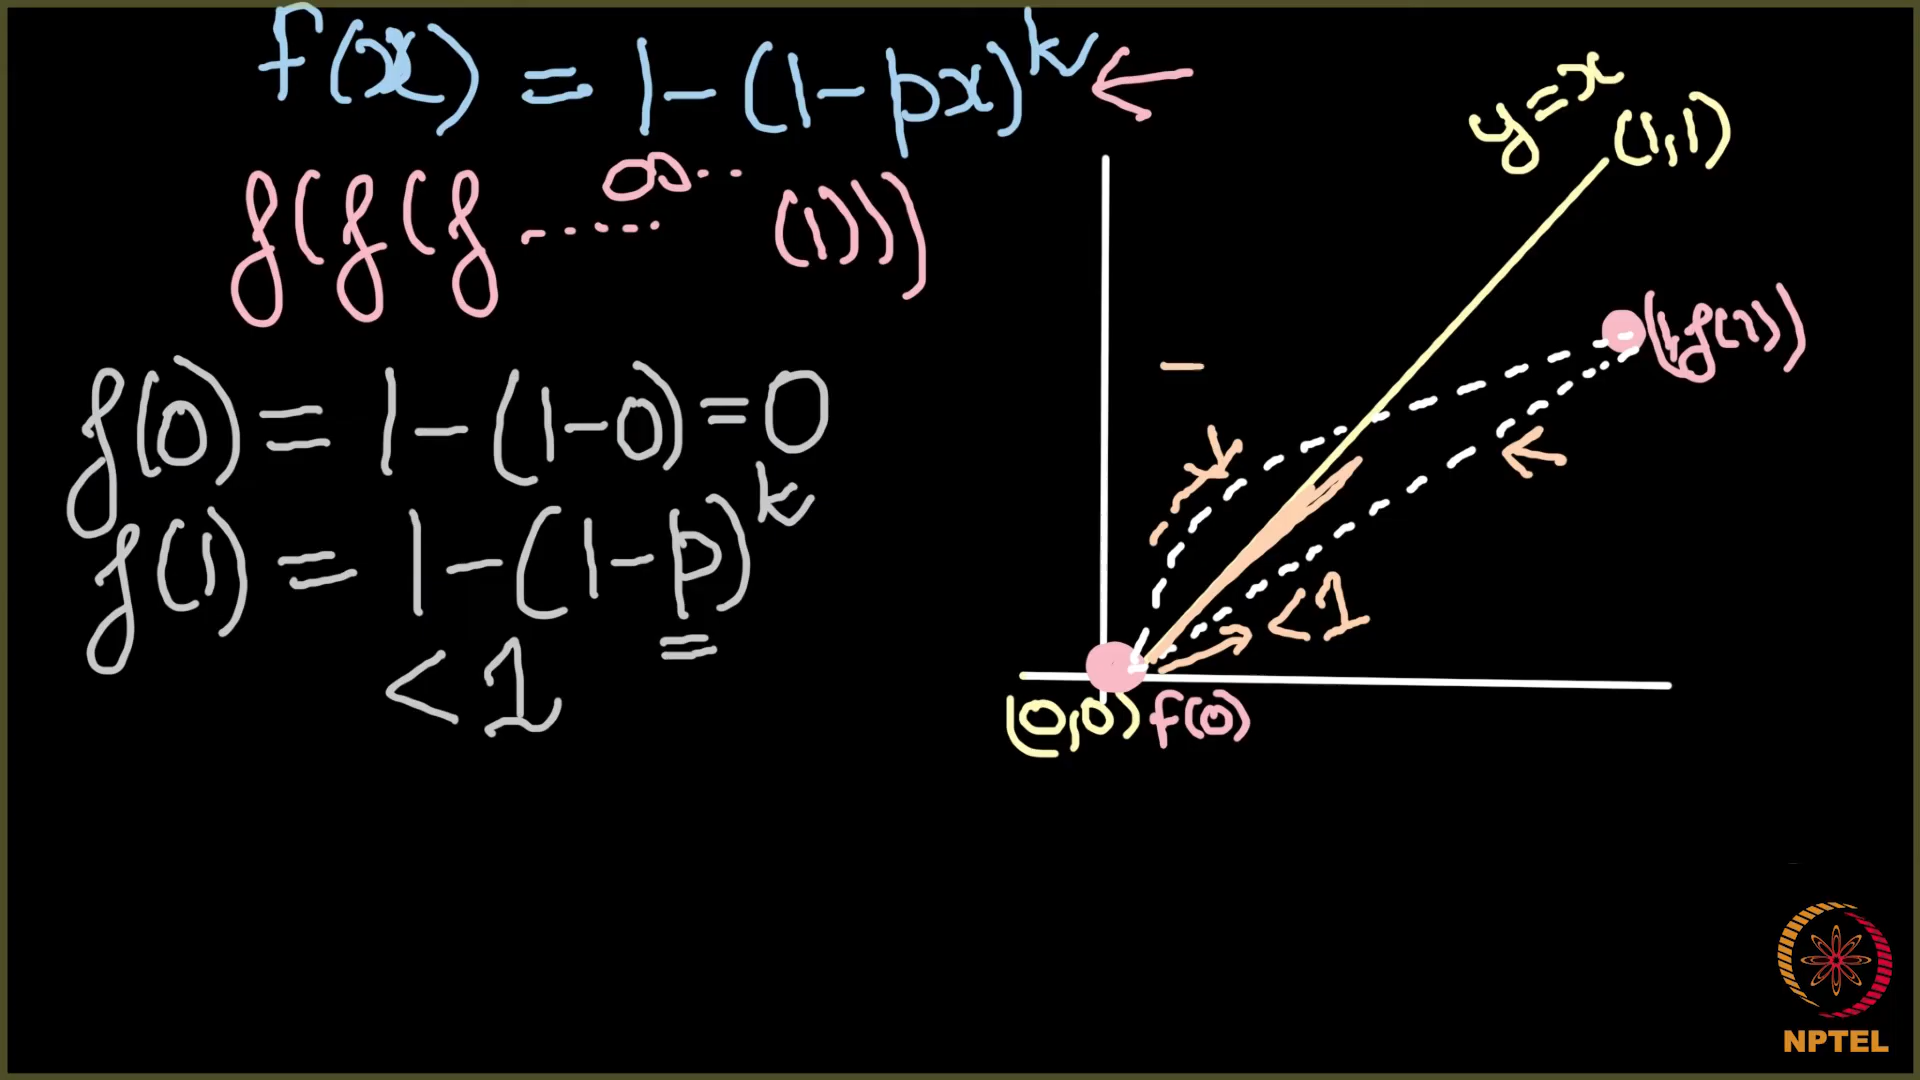 f(x) = 1-(1-px)^k ←
f(f(f ...... ∞... (1)))
f(0) = 1-(1-0) = 0
f(1) = 1-(1-p)^k
< 1
y = x
(1,1)
(1,f(1))
< 1
(0,0) f(0)
NPTEL